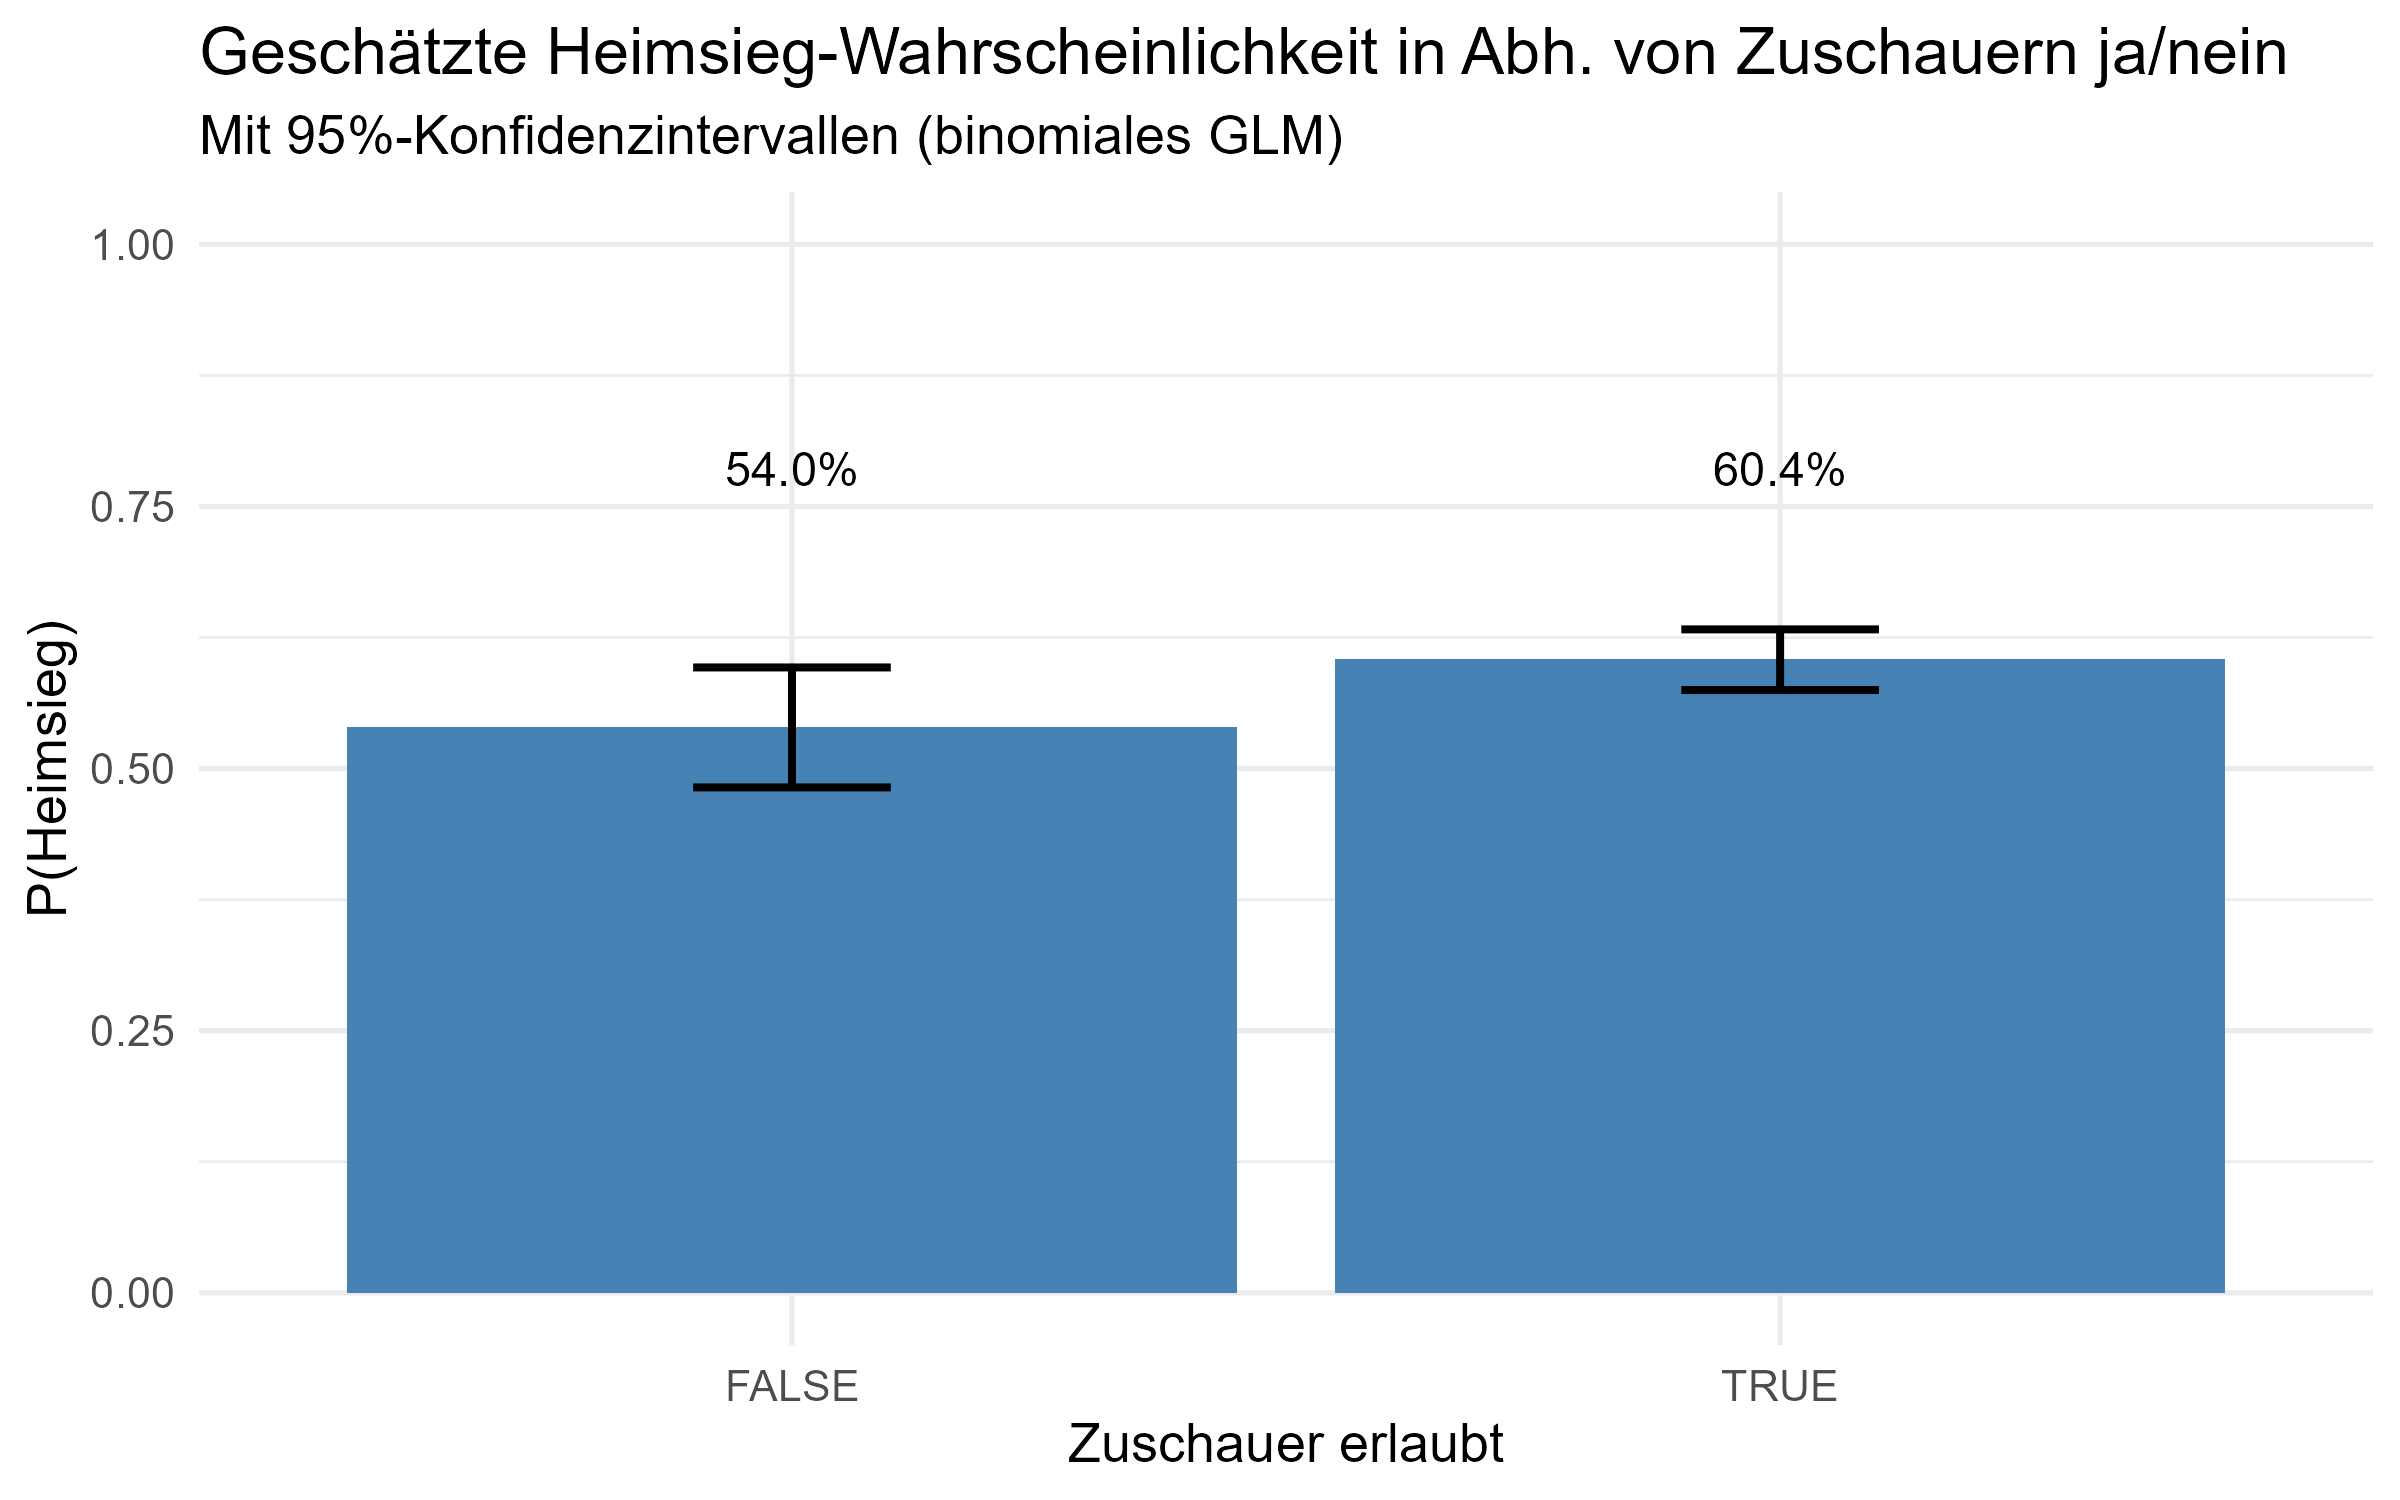 Geschätzte Heimsieg-Wahrscheinlichkeit in Abh. von Zuschauern ja/nein
Mit 95%-Konfidenzintervallen (binomiales GLM)
P(Heimsieg)
1.00
0.75
0.50
0.25
0.00
54.0%
60.4%
FALSE
TRUE
Zuschauer erlaubt